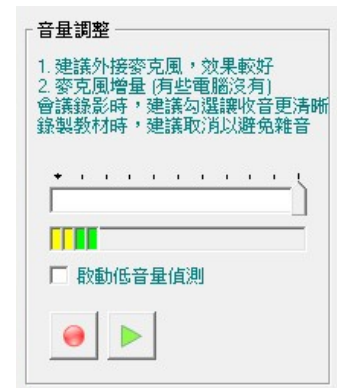 音量調整
1. 建議外接麥克風，效果較好
2. 麥克風增量 (有些電腦沒有)
會議錄影時，建議勾選讓收音更清晰
錄製教材時，建議取消以避免雜音
啟動低音量偵測